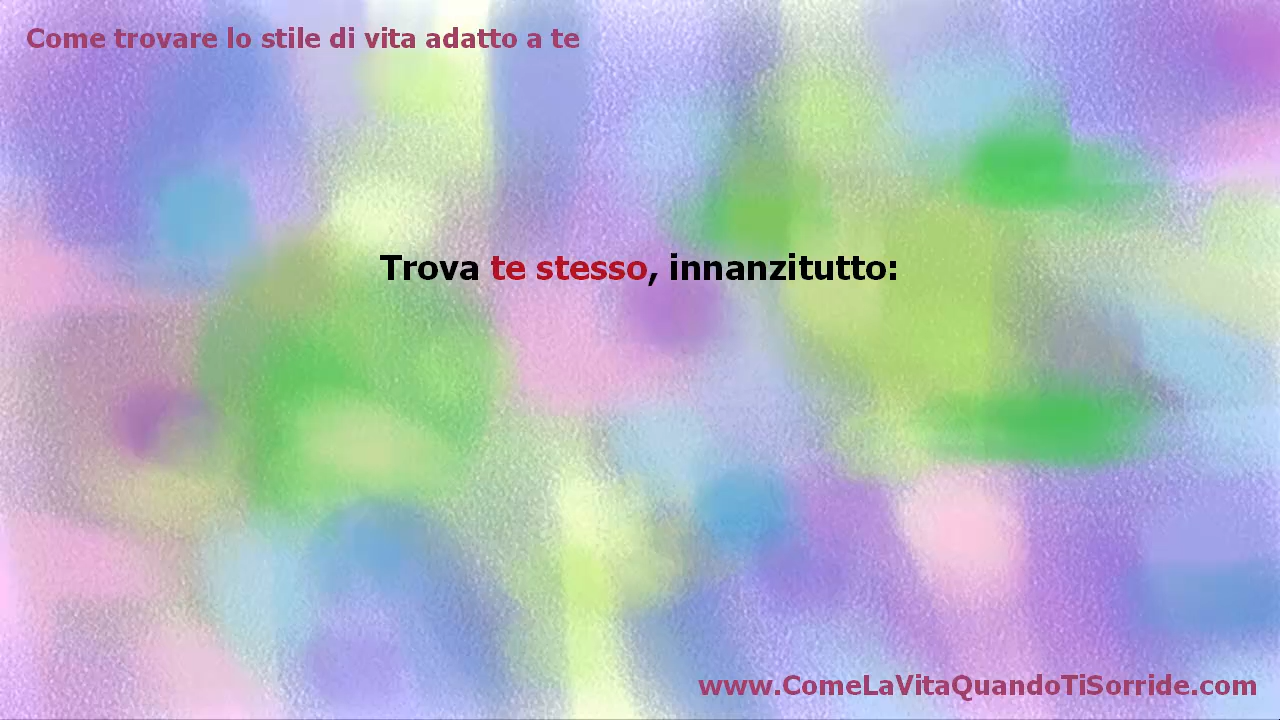 Come trovare lo stile di vita adatto a te
Trova te stesso, innanzitutto:
www.ComeLaVitaQuandoTiSorride.com